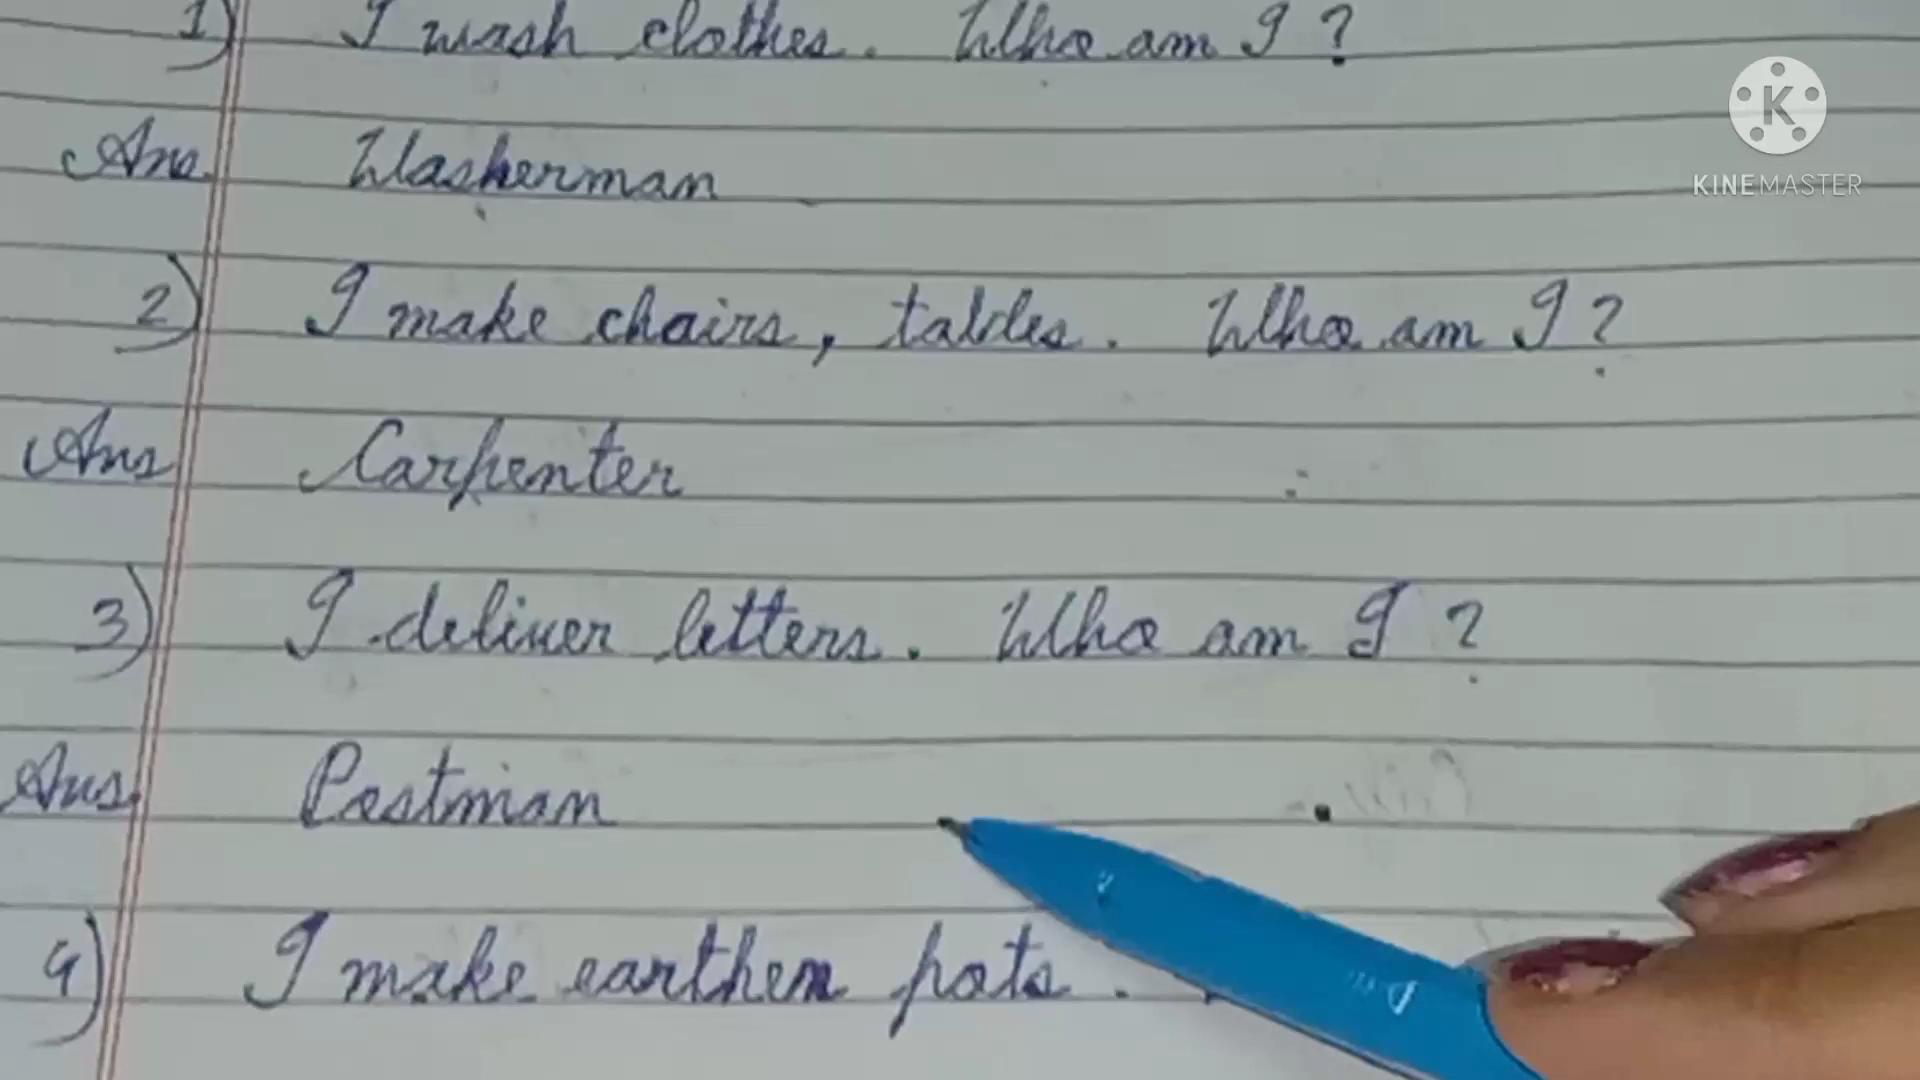 1) I wash clothes. Who am I?
K
KINEMASTER
Ans. Washerman
2) I make chairs, tables. Who am I?
Ans Carpenter
3) I deliver letters. Who am I?
Ans. Postman
4) I make earthen pots.